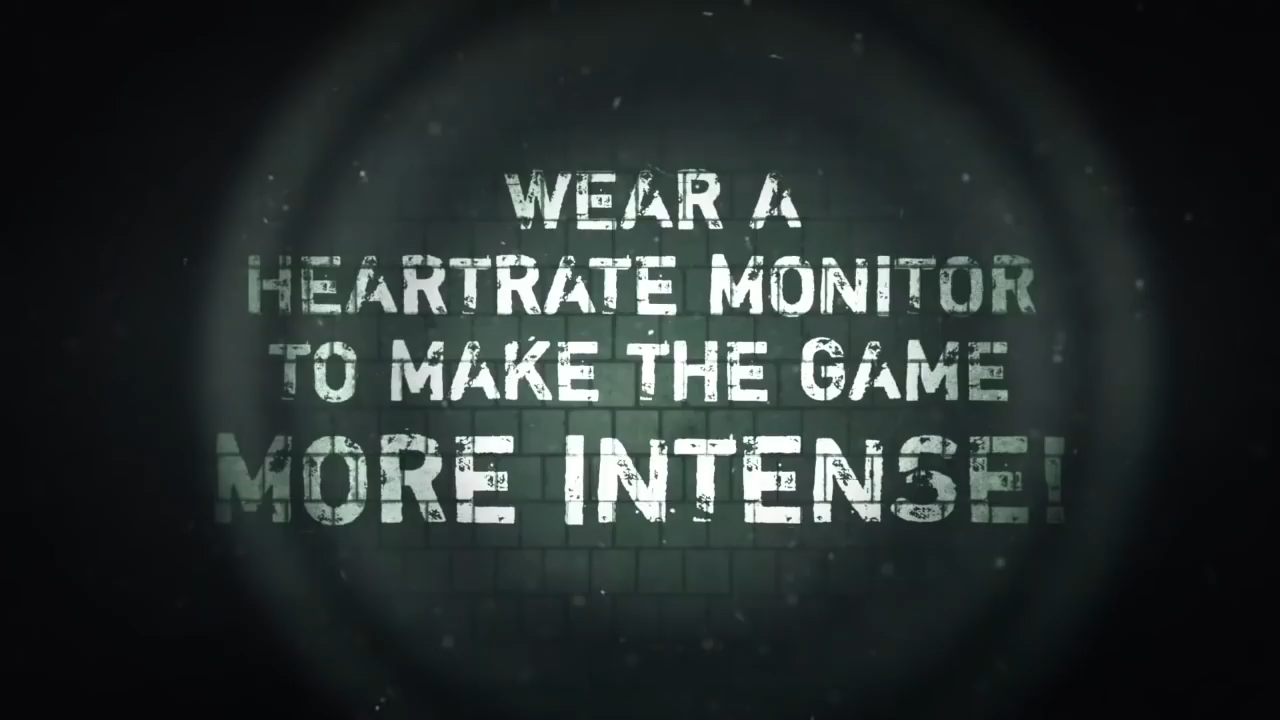 WEAR A
HEARTRATE MONITOR
TO MAKE THE GAME
MORE INTENSE!